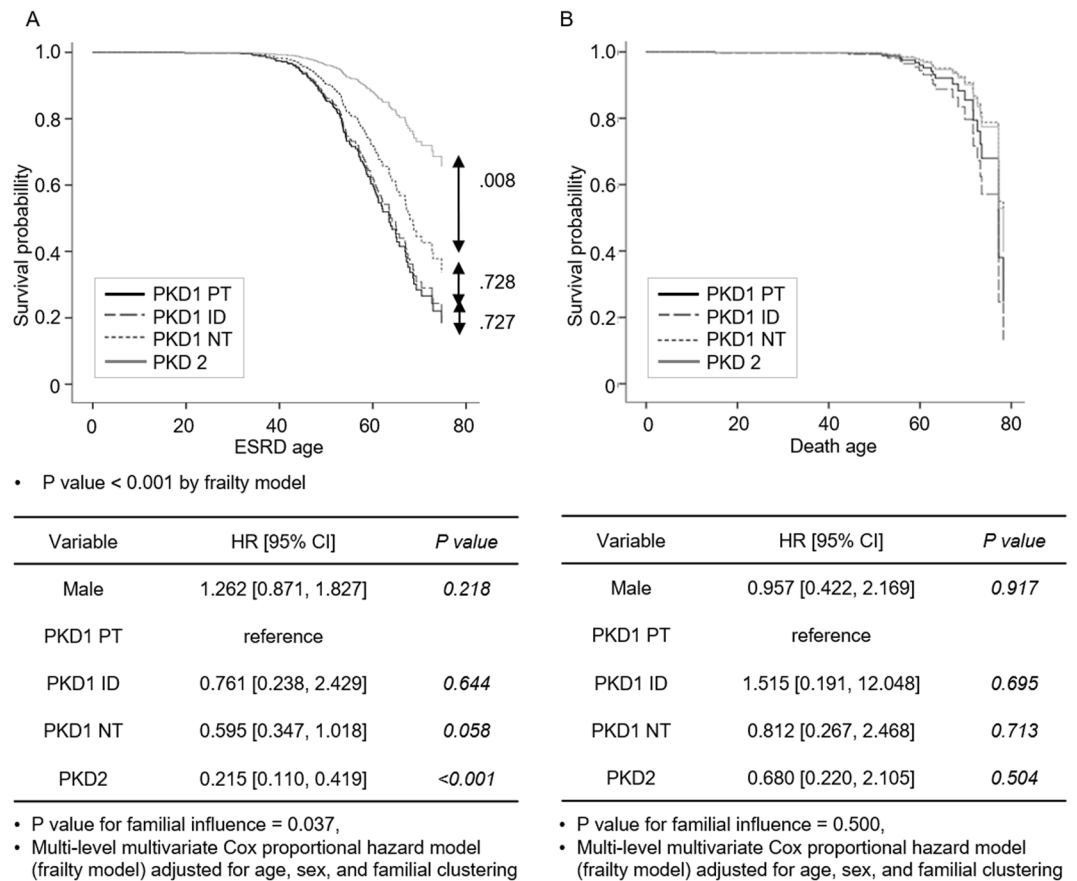 A
Survival probabillity
1.0
0.8
0.6
0.4
0.2
0
.008
.728
.727
PKD1 PT
PKD1 ID
PKD1 NT
PKD 2
0 20 40 60 80
ESRD age
• P value < 0.001 by frailty model
Variable HR [95% CI] P value
Male 1.262 [0.871, 1.827] 0.218
PKD1 PT reference
PKD1 ID 0.761 [0.238, 2.429] 0.644
PKD1 NT 0.595 [0.347, 1.018] 0.058
PKD2 0.215 [0.110, 0.419] <0.001
• P value for familial influence = 0.037,
• Multi-level multivariate Cox proportional hazard model
(frailty model) adjusted for age, sex, and familial clustering
B
Survival probability
1.0
0.8
0.6
0.4
0.2
0
PKD1 PT
PKD1 ID
PKD1 NT
PKD 2
0 20 40 60 80
Death age
Variable HR [95% CI] P value
Male 0.957 [0.422, 2.169] 0.917
PKD1 PT reference
PKD1 ID 1.515 [0.191, 12.048] 0.695
PKD1 NT 0.812 [0.267, 2.468] 0.713
PKD2 0.680 [0.220, 2.105] 0.504
• P value for familial influence = 0.500,
• Multi-level multivariate Cox proportional hazard model
(frailty model) adjusted for age, sex, and familial clustering